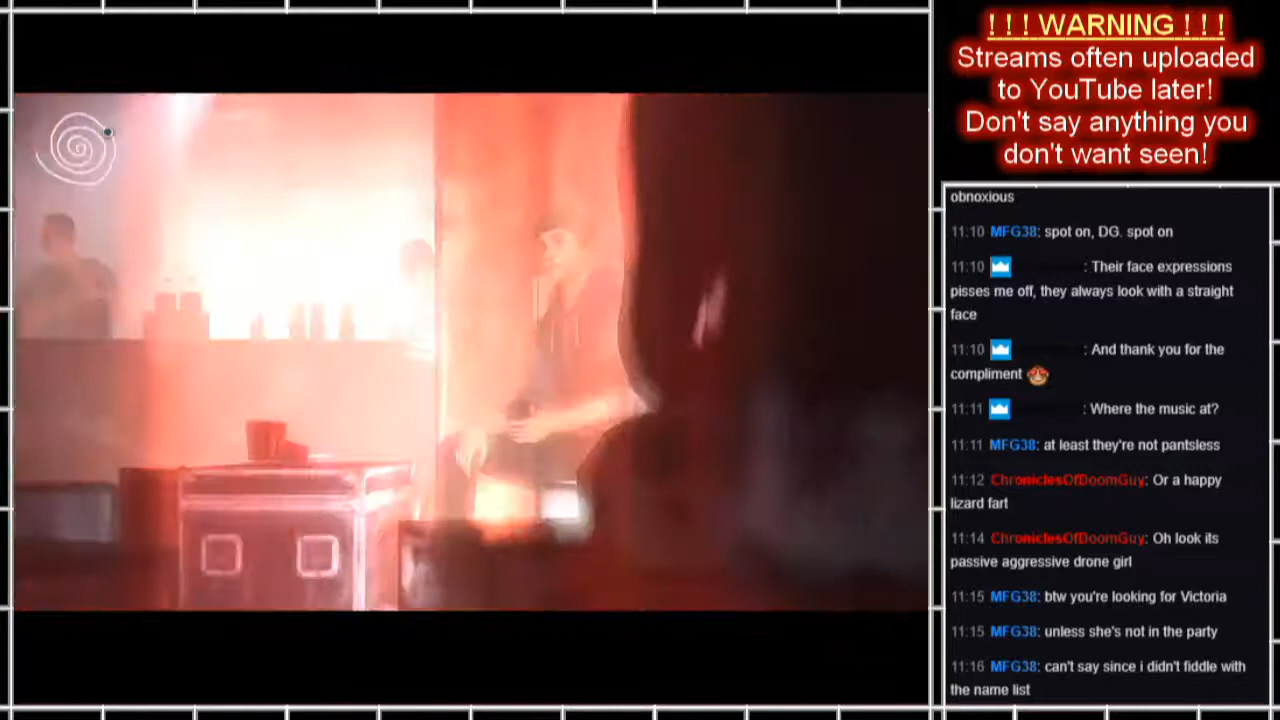 ! ! ! WARNING ! ! !
Streams often uploaded
to YouTube later!
Don't say anything you
don't want seen!
obnoxious
11:10 MFG38: spot on, DG. spot on
11:10 : Their face expressions
pisses me off, they always look with a straight
face
11:10 : And thank you for the
compliment
11:11 : Where the music at?
11:11 MFG38: at least they're not pantsless
11:12 ChroniclesOfDoomGuy: Or a happy
lizard fart
11:14 ChroniclesOfDoomGuy: Oh look its
passive aggressive drone girl
11:15 MFG38: btw you're looking for Victoria
11:15 MFG38: unless she's not in the party
11:16 MFG38: can't say since i didn't fiddle with
the name list